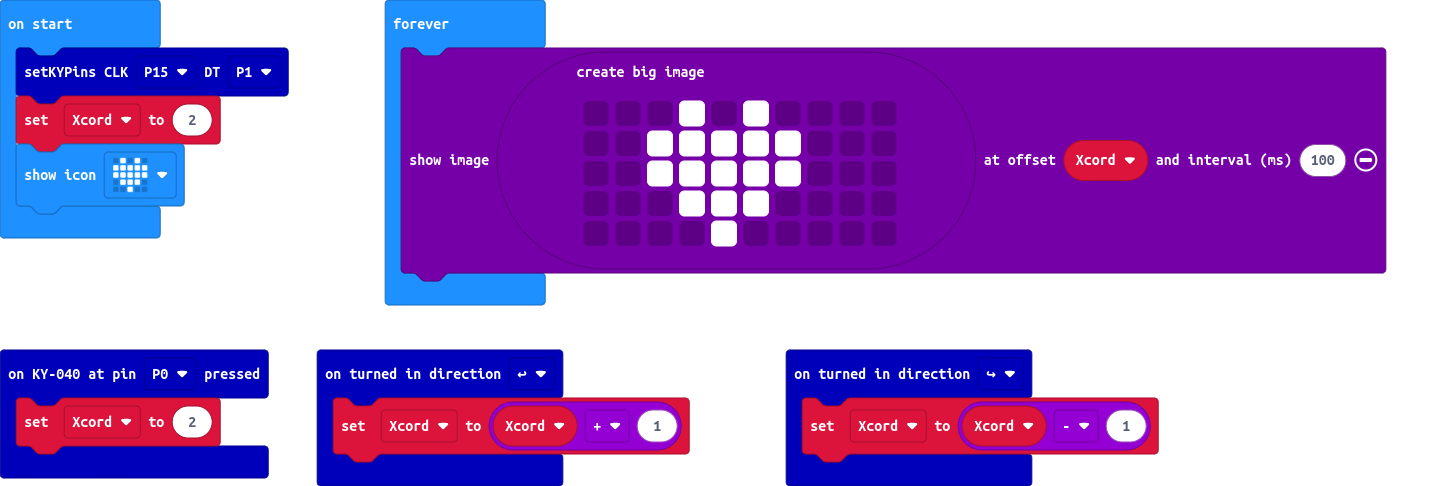 on start
setKYPins CLK P15 DT P1
set Xcord to 2
show icon
forever
create big image
show image at offset Xcord and interval (ms) 100
on KY-040 at pin P0 pressed
set Xcord to 2
on turned in direction ↩
set Xcord to Xcord + 1
on turned in direction ↪
set Xcord to Xcord - 1